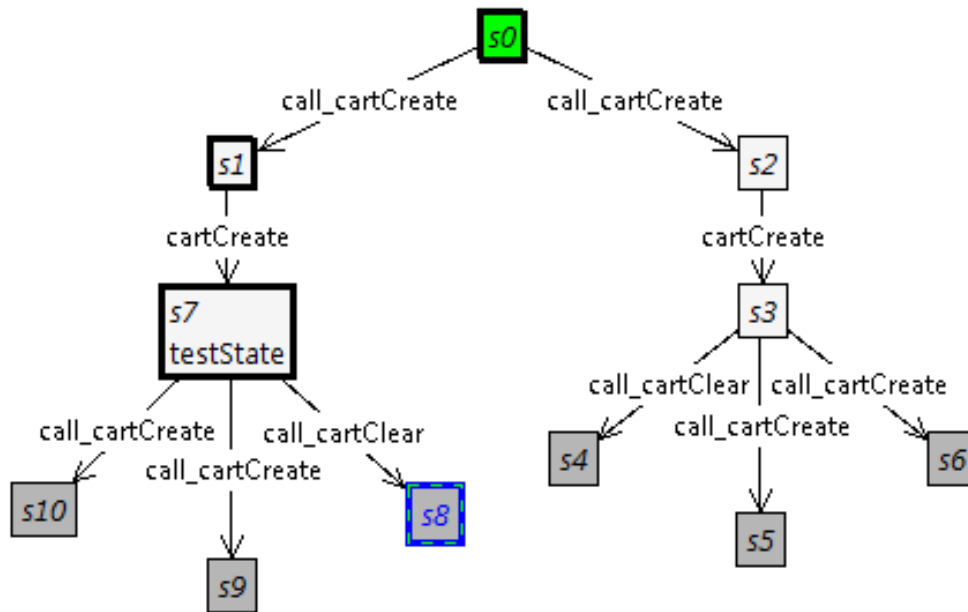 s0
call_cartCreate
call_cartCreate
s1
s2
cartCreate
cartCreate
s7
testState
s3
call_cartClear
call_cartCreate
call_cartCreate
call_cartCreate
call_cartClear
call_cartCreate
s4
s6
s10
s8
s5
s9